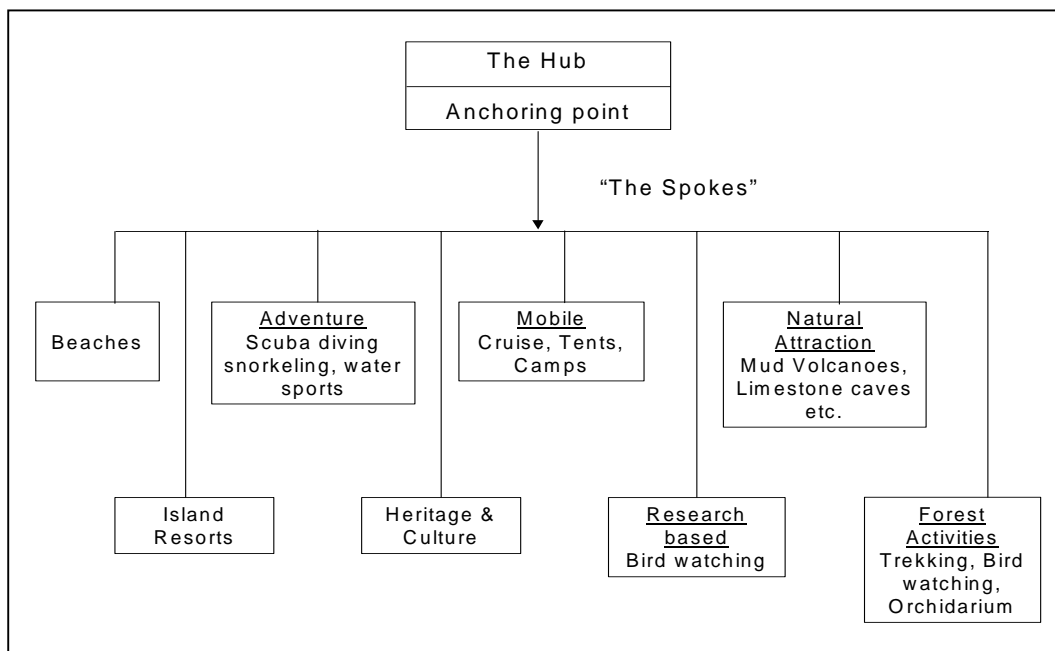 The Hub
Anchoring point
“The Spokes”
Beaches
Adventure
Scuba diving
snorkeling, water
sports
Mobile
Cruise, Tents,
Camps
Natural
Attraction
Mud Volcanoes,
Limestone caves
etc.
Island
Resorts
Heritage &
Culture
Research
based
Bird watching
Forest
Activities
Trekking, Bird
watching,
Orchidarium